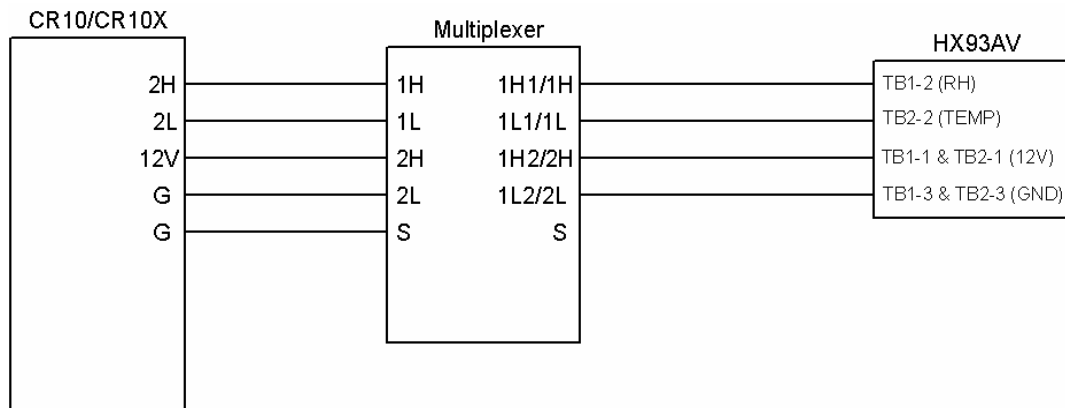 CR10/CR10X
Multiplexer
HX93AV
2H
1H
1H1/1H
TB1-2 (RH)
2L
1L
1L1/1L
TB2-2 (TEMP)
12V
2H
1H2/2H
TB1-1 & TB2-1 (12V)
G
2L
1L2/2L
TB1-3 & TB2-3 (GND)
G
S
S